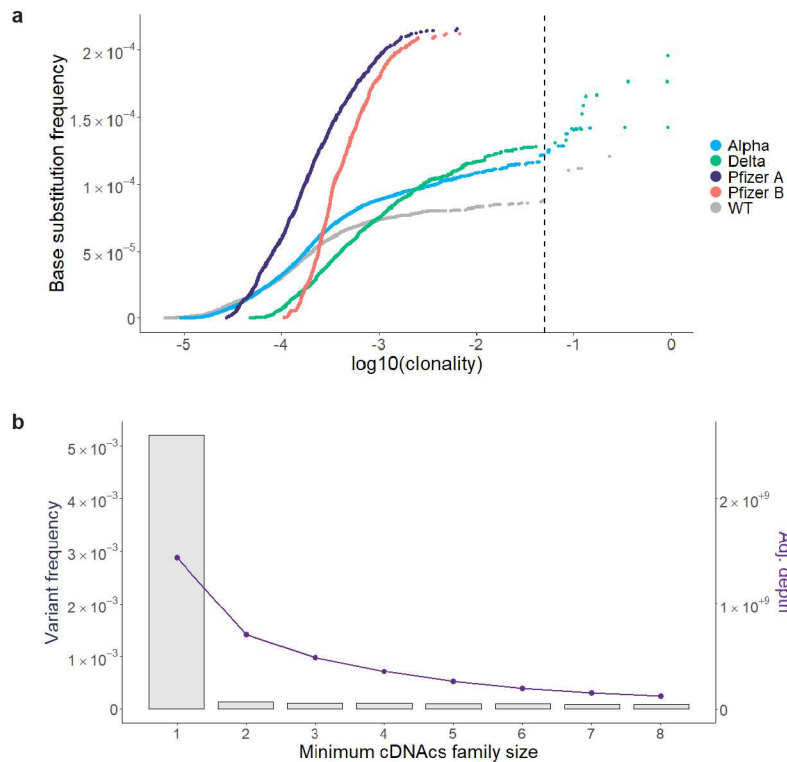 a
Base substitution frequency
2 × 10⁻⁴
1.5 × 10⁻⁴
1 × 10⁻⁴
5 × 10⁻⁵
0
-5 -4 -3 -2 -1 0
log10(clonality)
Alpha
Delta
Pfizer A
Pfizer B
WT
b
Variant frequency
5 × 10⁻³
4 × 10⁻³
3 × 10⁻³
2 × 10⁻³
1 × 10⁻³
0
2 × 10⁺⁹
1 × 10⁺⁹
0
Adj. depth
1 2 3 4 5 6 7 8
Minimum cDNAcs family size